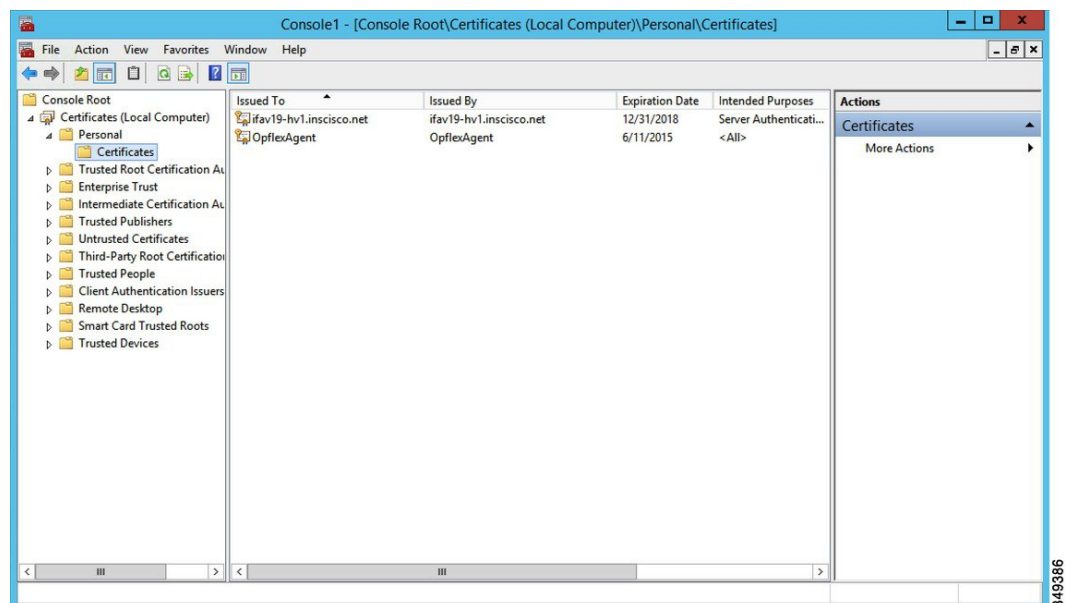 Console1 - [Console Root\Certificates (Local Computer)\Personal\Certificates]
File Action View Favorites Window Help
Console Root
Certificates (Local Computer)
Personal
Certificates
Trusted Root Certification Au
Enterprise Trust
Intermediate Certification Au
Trusted Publishers
Untrusted Certificates
Third-Party Root Certification
Trusted People
Client Authentication Issuers
Remote Desktop
Smart Card Trusted Roots
Trusted Devices
Issued To Issued By Expiration Date Intended Purposes
ifav19-hv1.inscisco.net ifav19-hv1.inscisco.net 12/31/2018 Server Authenticati...
OpflexAgent OpflexAgent 6/11/2015 <All>
Actions
Certificates
More Actions
349386